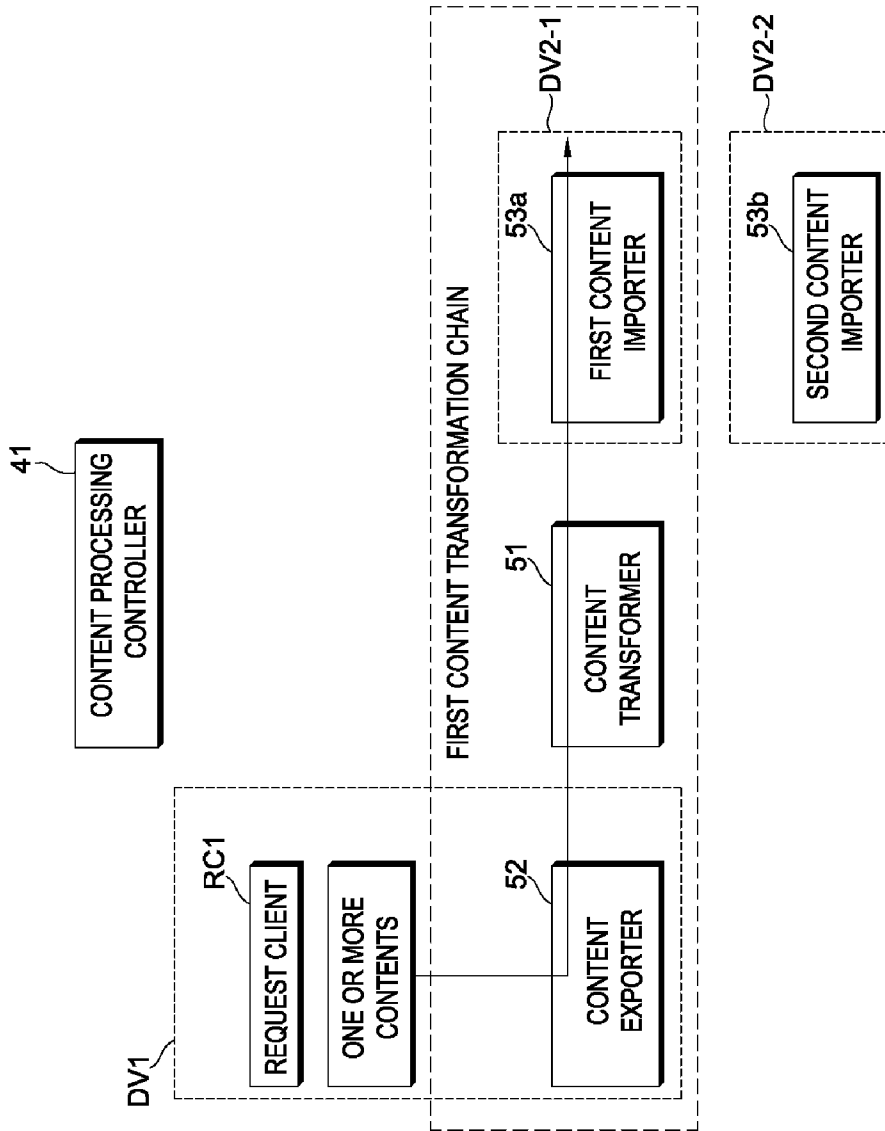 41
CONTENT PROCESSING
CONTROLLER
DV1
RC1
REQUEST CLIENT
ONE OR MORE
CONTENTS
FIRST CONTENT TRANSFORMATION CHAIN
52
CONTENT
EXPORTER
51
CONTENT
TRANSFORMER
53a
FIRST CONTENT
IMPORTER
DV2-1
53b
SECOND CONTENT
IMPORTER
DV2-2